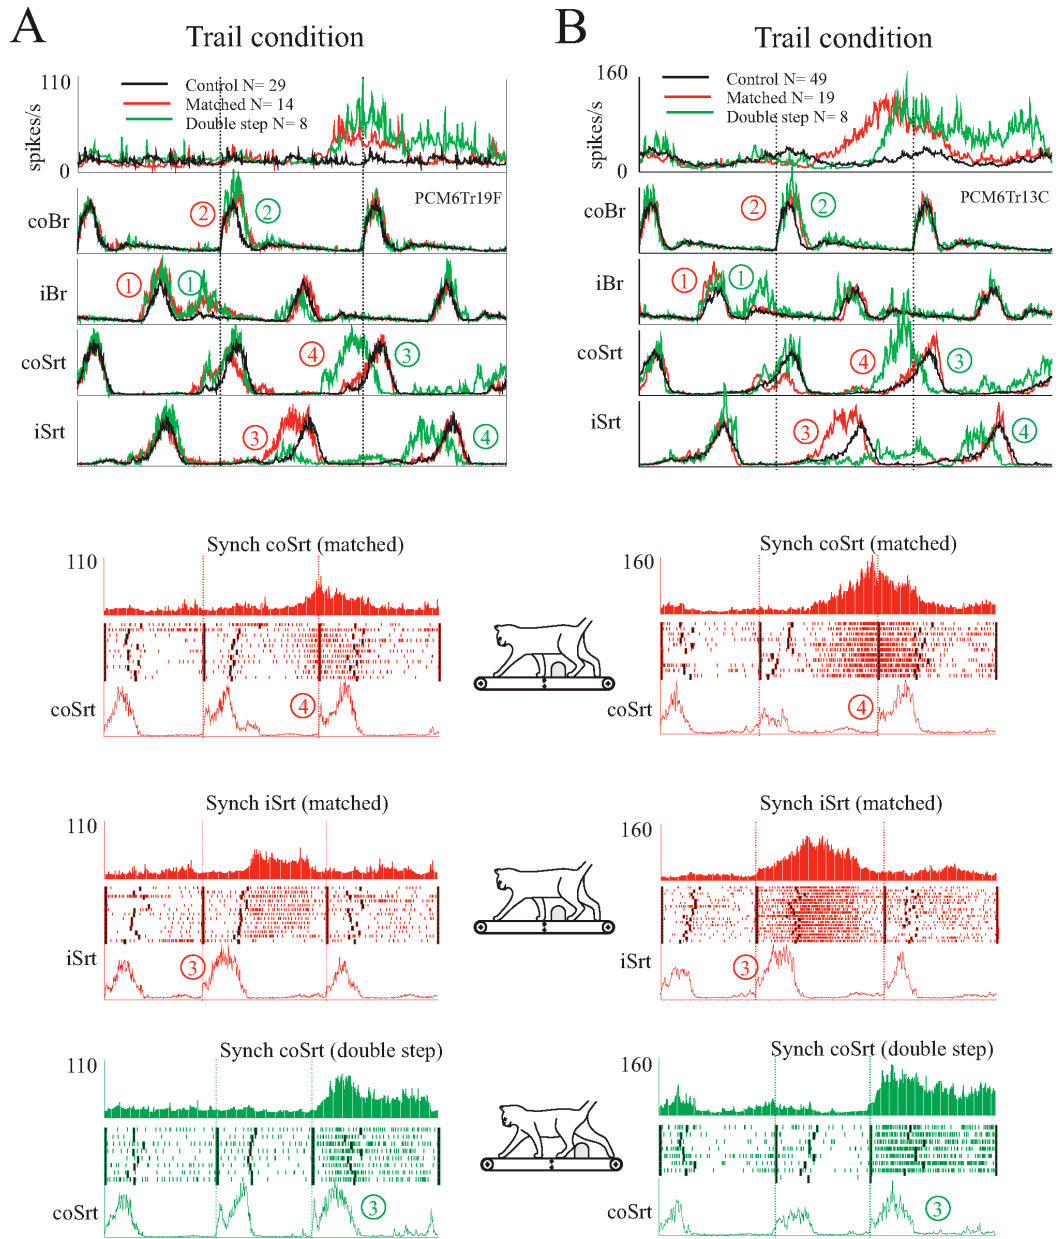 A
Trail condition
110
spikes/s
0
Control N= 29
Matched N= 14
Double step N= 8
PCM6Tr19F
coBr
2
2
iBr
1
1
coSrt
4
3
iSrt
3
4
B
Trail condition
160
spikes/s
0
Control N= 49
Matched N= 19
Double step N= 8
PCM6Tr13C
coBr
2
2
iBr
1
1
coSrt
4
3
iSrt
3
4
Synch coSrt (matched)
110
coSrt
4
Synch coSrt (matched)
160
coSrt
4
Synch iSrt (matched)
110
iSrt
3
Synch iSrt (matched)
160
iSrt
3
Synch coSrt (double step)
110
coSrt
3
Synch coSrt (double step)
160
coSrt
3